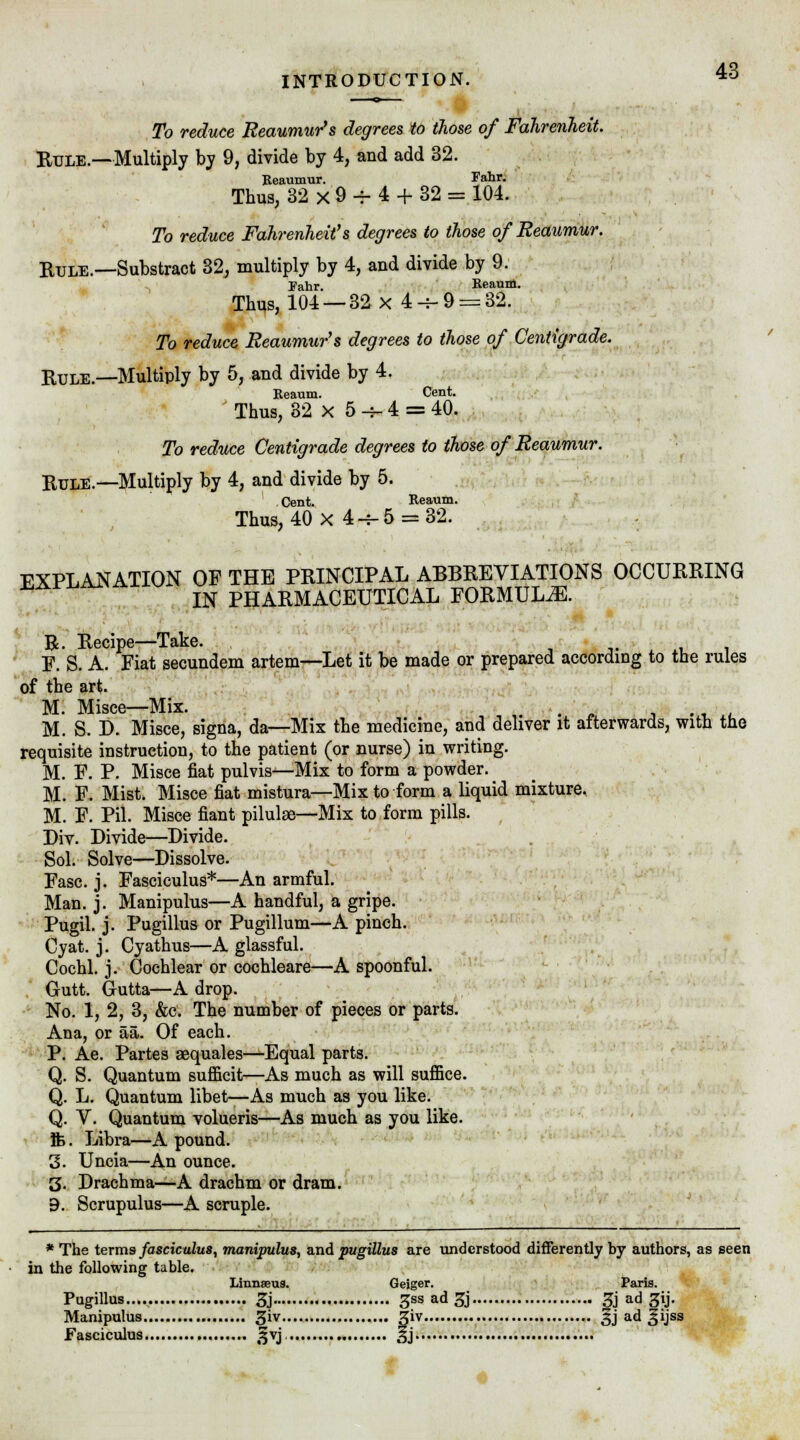 INTRODUCTION. 43
To reduce Reaumur's degrees to those of Fahrenheit.
RULE.—Multiply by 9, divide by 4, and add 32.
Reaumur. Fahr.
Thus, 32 x 9 ÷ 4 + 32 = 104.
To reduce Fahrenheit's degrees to those of Reaumur.
RULE.—Substract 32, multiply by 4, and divide by 9.
Fahr. Reaum.
Thus, 104 — 32 x 4 ÷ 9 = 32.
To reduce Reaumur's degrees to those of Centigrade.
RULE.—Multiply by 5, and divide by 4.
Reaum. Cent.
Thus, 32 x 5 ÷ 4 = 40.
To reduce Centigrade degrees to those of Reaumur.
RULE.—Multiply by 4, and divide by 5.
Cent. Reaum.
Thus, 40 x 4 ÷ 5 = 32.
EXPLANATION OF THE PRINCIPAL ABBREVIATIONS OCCURRING
IN PHARMACEUTICAL FORMULÆ.
R. Recipe—Take.
F. S. A. Fiat secundem artem—Let it be made or prepared according to the rules
of the art.
M. Misce—Mix.
M. S. D. Misce, signa, da—Mix the medicine, and deliver it afterwards, with the
requisite instruction, to the patient (or nurse) in writing.
M. F. P. Misce fiat pulvis—Mix to form a powder.
M. F. Mist. Misce fiat mistura—Mix to form a liquid mixture.
M. F. Pil. Misce fiant pilulæ—Mix to form pills.
Div. Divide—Divide.
Sol. Solve—Dissolve.
Fasc. j. Fasciculus*—An armful.
Man. j. Manipulus—A handful, a gripe.
Pugil. j. Pugillus or Pugillum—A pinch.
Cyat. j. Cyathus—A glassful.
Cochl. j. Cochlear or cochleare—A spoonful.
Gutt. Gutta—A drop.
No. 1, 2, 3, &c. The number of pieces or parts.
Ana, or āā. Of each.
P. Ae. Partes æquales—Equal parts.
Q. S. Quantum sufficit—As much as will suffice.
Q. L. Quantum libet—As much as you like.
Q. V. Quantum volueris—As much as you like.
℔. Libra—A pound.
℥. Uncia—An ounce.
ʒ. Drachma—A drachm or dram.
℈. Scrupulus—A scruple.
* The terms fasciculus, manipulus, and pugillus are understood differently by authors, as seen
in the following table.
Linnæus. Geiger. Paris.
Pugillus..................... ʒj..................... ʒss ad ʒj..................... ʒj ad ʒij.
Manipulus..................... ℥iv..................... ℥iv..................... ℥j ad ℥ijss
Fasciculus..................... ℥vj..................... ℥j.....................